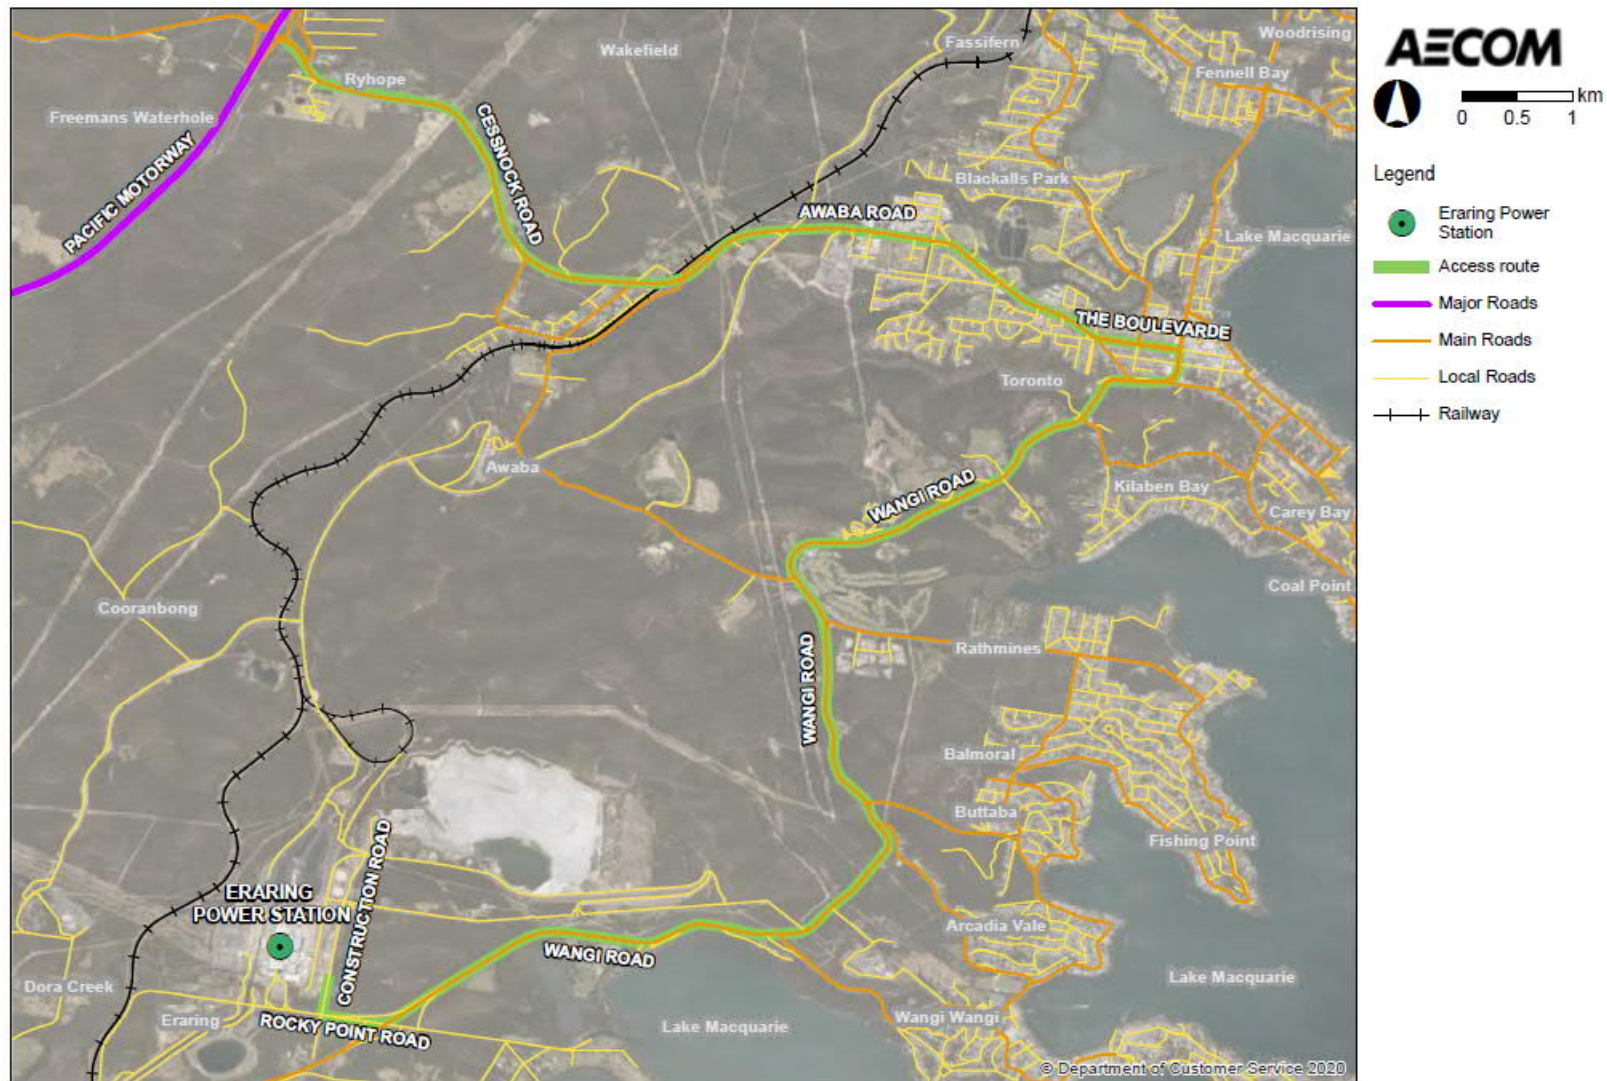 Wakefield
Fassifern
Woodrising
Fennell Bay
Ryhope
Freemans Waterhole
CESSNOCK ROAD
PACIFIC MOTORWAY
Blackalls Park
AWABA ROAD
Lake Macquarie
THE BOULEVARDE
Toronto
Awaba
WANGI ROAD
Kilaben Bay
Carey Bay
Coal Point
Cooranbong
WANGI ROAD
Rathmines
Balmoral
Buttaba
Fishing Point
CONSTRUCTION ROAD
ERARING
POWER STATION
Arcadia Vale
WANGI ROAD
Dora Creek
Lake Macquarie
Eraring
ROCKY POINT ROAD
Lake Macquarie
Wangi Wangi
© Department of Customer Service 2020
AECOM
km
0 0.5 1
Legend
Eraring Power
Station
Access route
Major Roads
Main Roads
Local Roads
Railway